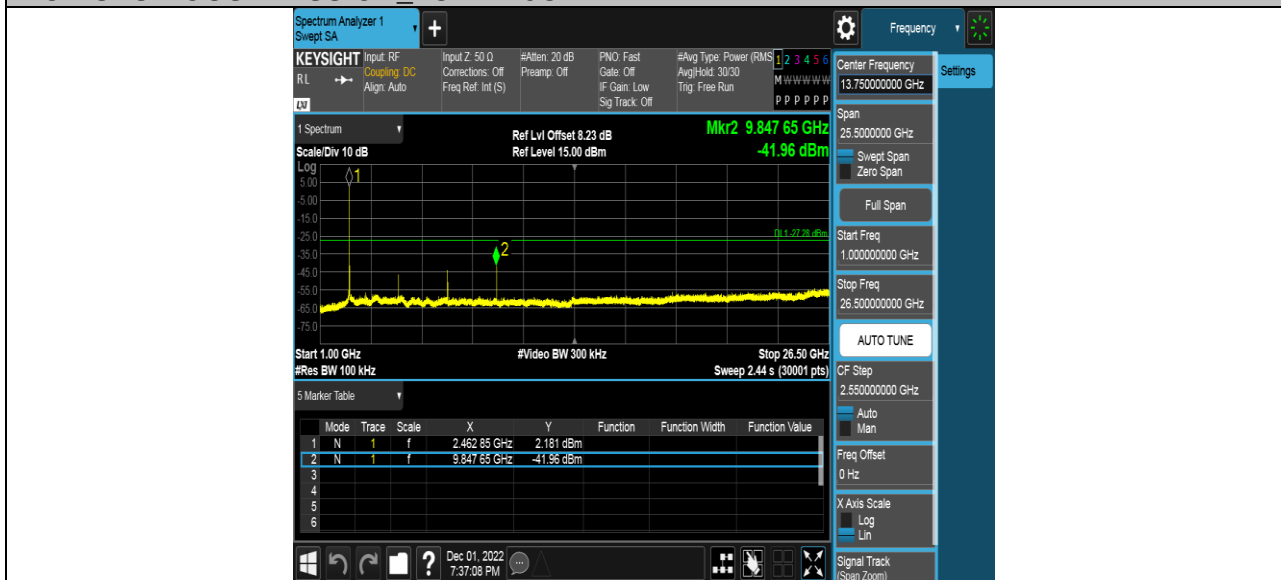 Spectrum Analyzer 1
Swept SA
+
Frequency
KEYSIGHT
RL
LXI
Input: RF
Coupling: DC
Align: Auto
Input Z: 50 Ω
Corrections: Off
Freq Ref: Int (S)
#Atten: 20 dB
Preamp: Off
PNO: Fast
Gate: Off
IF Gain: Low
Sig Track: Off
#Avg Type: Power (RMS
Avg|Hold: 30/30
Trig: Free Run
1 2 3 4 5 6
M W W W W W
P P P P P P
Center Frequency
13.750000000 GHz
Settings
1 Spectrum
Scale/Div 10 dB
Ref Lvl Offset 8.23 dB
Ref Level 15.00 dBm
Mkr2 9.847 65 GHz
-41.96 dBm
Log
5.00
-5.00
-15.0
-25.0
-35.0
-45.0
-55.0
-65.0
-75.0
1
2
DL1 -27.28 dBm
Start 1.00 GHz
#Res BW 100 kHz
#Video BW 300 kHz
Stop 26.50 GHz
Sweep 2.44 s (30001 pts)
Span
25.5000000 GHz
Swept Span
Zero Span
Full Span
Start Freq
1.000000000 GHz
Stop Freq
26.500000000 GHz
AUTO TUNE
CF Step
2.550000000 GHz
Auto
Man
Freq Offset
0 Hz
X Axis Scale
Log
Lin
Signal Track
(Span Zoom)
5 Marker Table
Mode Trace Scale X Y Function Function Width Function Value
1 N 1 f 2.462 85 GHz 2.181 dBm
2 N 1 f 9.847 65 GHz -41.96 dBm
3
4
5
6
?
Dec 01, 2022
7:37:08 PM